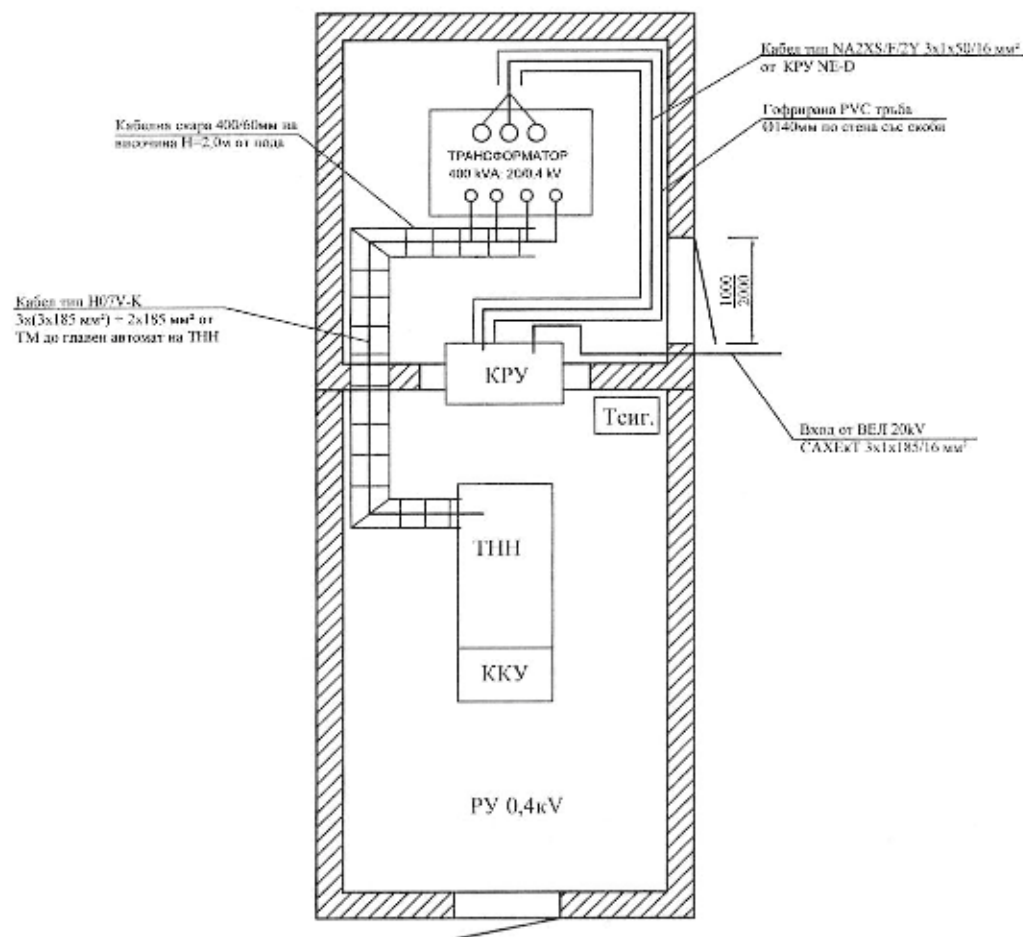 Кабел тип NA2XS/F/2Y 3x1x50/16 мм²
от КРУ NE-D
Гофрирана PVC тръба
Ø140мм по стена със скоби
Кабелна скара 400/60мм на
височина H=2,0м от пода
ТРАНСФОРМАТОР
400 kVA; 20/0,4 kV
1000
2000
Кабел тип H07V-K
3x(3x185 мм²) + 2x185 мм² от
ТМ до главен автомат на ТНН
КРУ
Тсиг.
Вход от ВЕЛ 20kV
САХЕкТ 3x1x185/16 мм²
ТНН
ККУ
РУ 0,4кV